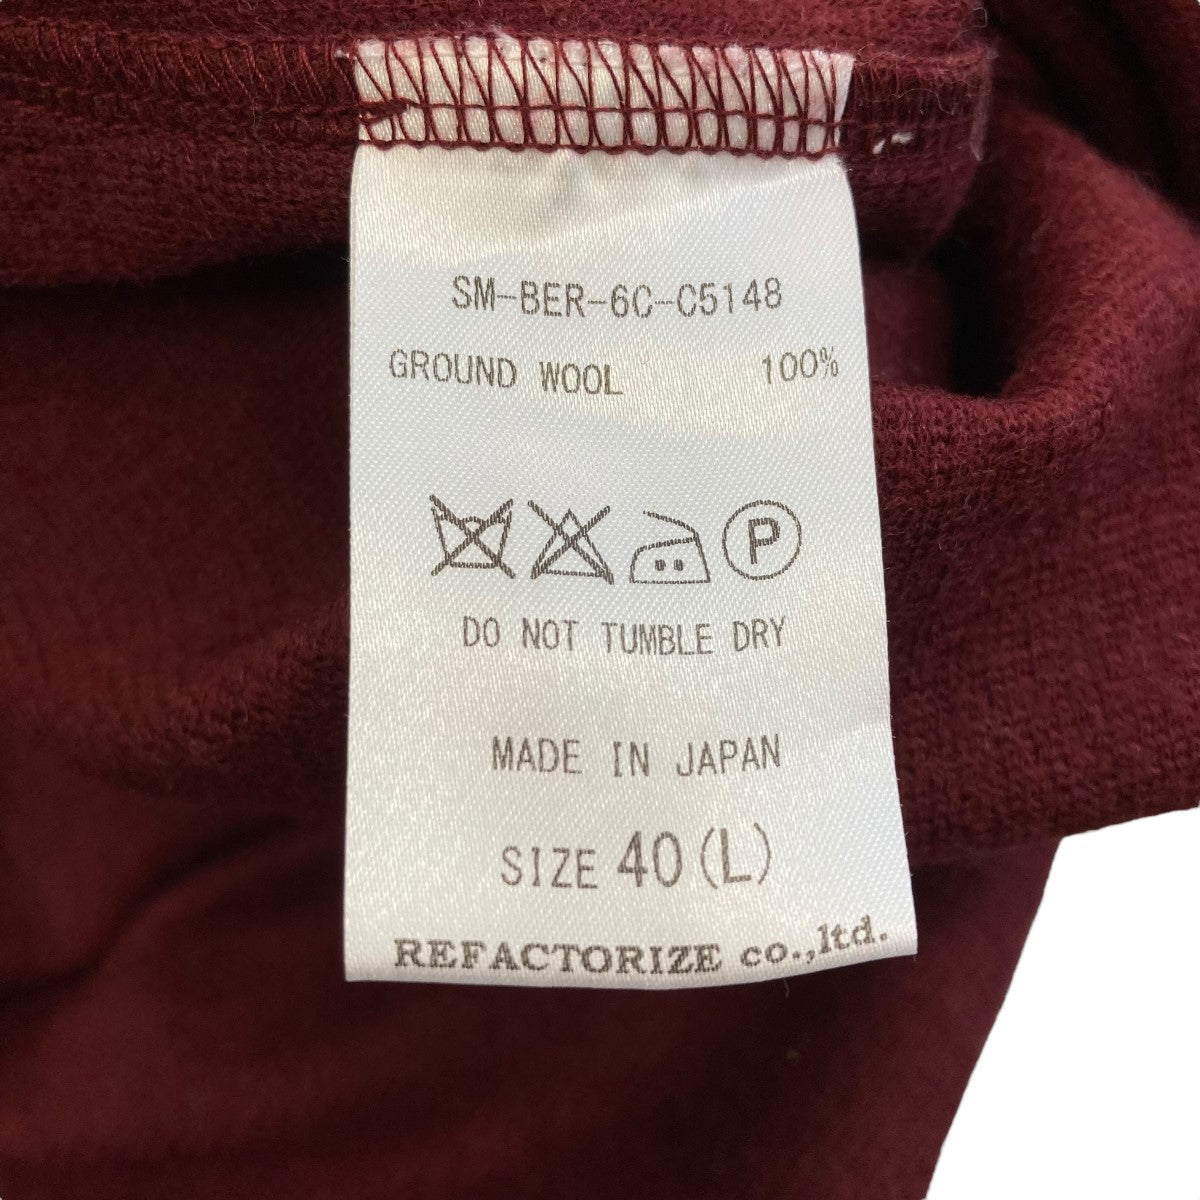 SM-BER-6C-C5148
GROUND WOOL 100%
P
DO NOT TUMBLE DRY
MADE IN JAPAN
SIZE 40(L)
REFACTORIZE co.,ltd.